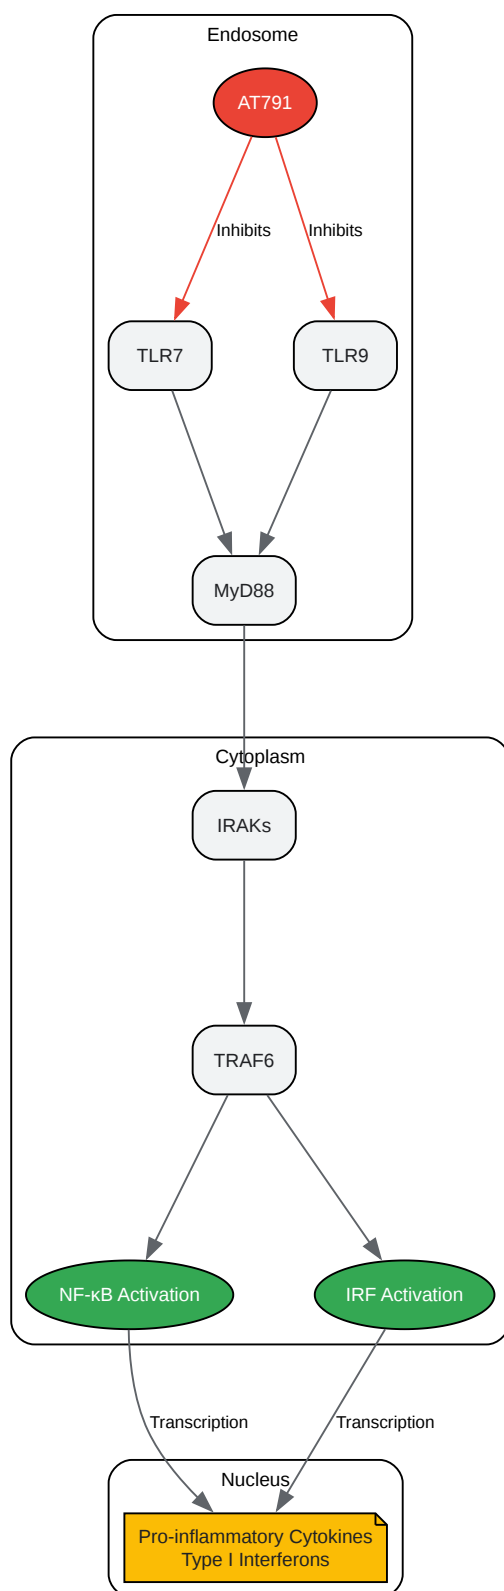 Endosome
AT791
Inhibits
Inhibits
TLR7
TLR9
MyD88
Cytoplasm
IRAKs
TRAF6
NF-κB Activation
IRF Activation
Transcription
Transcription
Nucleus
Pro-inflammatory Cytokines
Type I Interferons